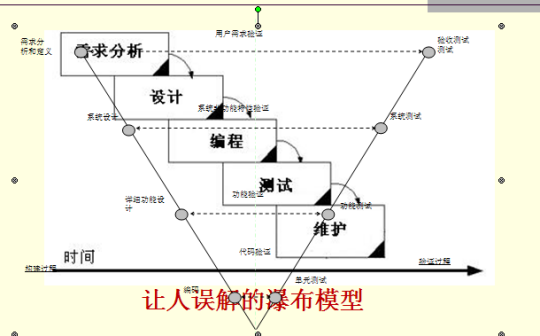 用户需求验证
需求分
析和定义
验收测试
测试
需求分析
设计
系统
功能特性验证
系统设计
系统测试
编程
测试
详细功能设
计
功能验证
功能测试
维护
代码验证
时间
构建过程
验证过程
单元测试
编码
让人误解的瀑布模型